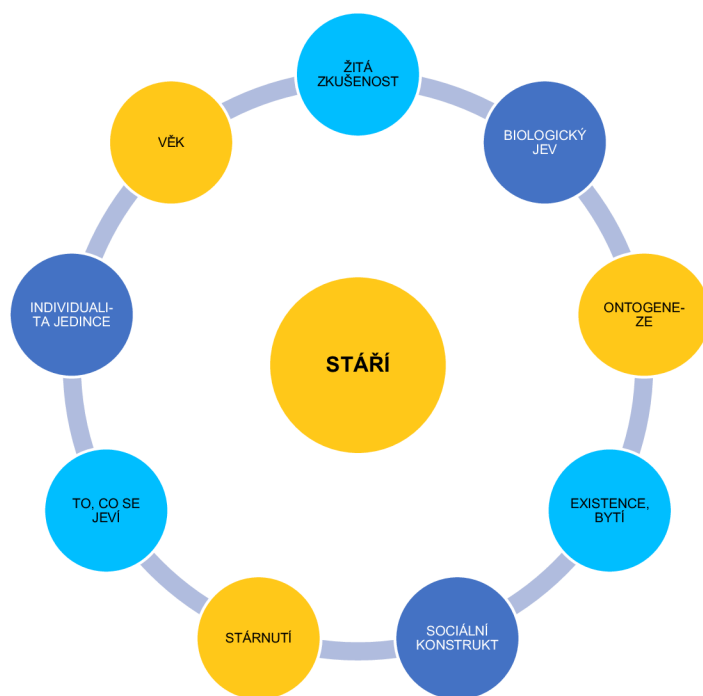 ŽITÁ
ZKUŠENOST
BIOLOGICKÝ
JEV
ONTOGENE-
ZE
EXISTENCE,
BYTÍ
SOCIÁLNÍ
KONSTRUKT
STÁRNUTÍ
TO, CO SE
JEVÍ
INDIVIDUALI-
TA JEDINCE
VĚK
STÁŘÍ